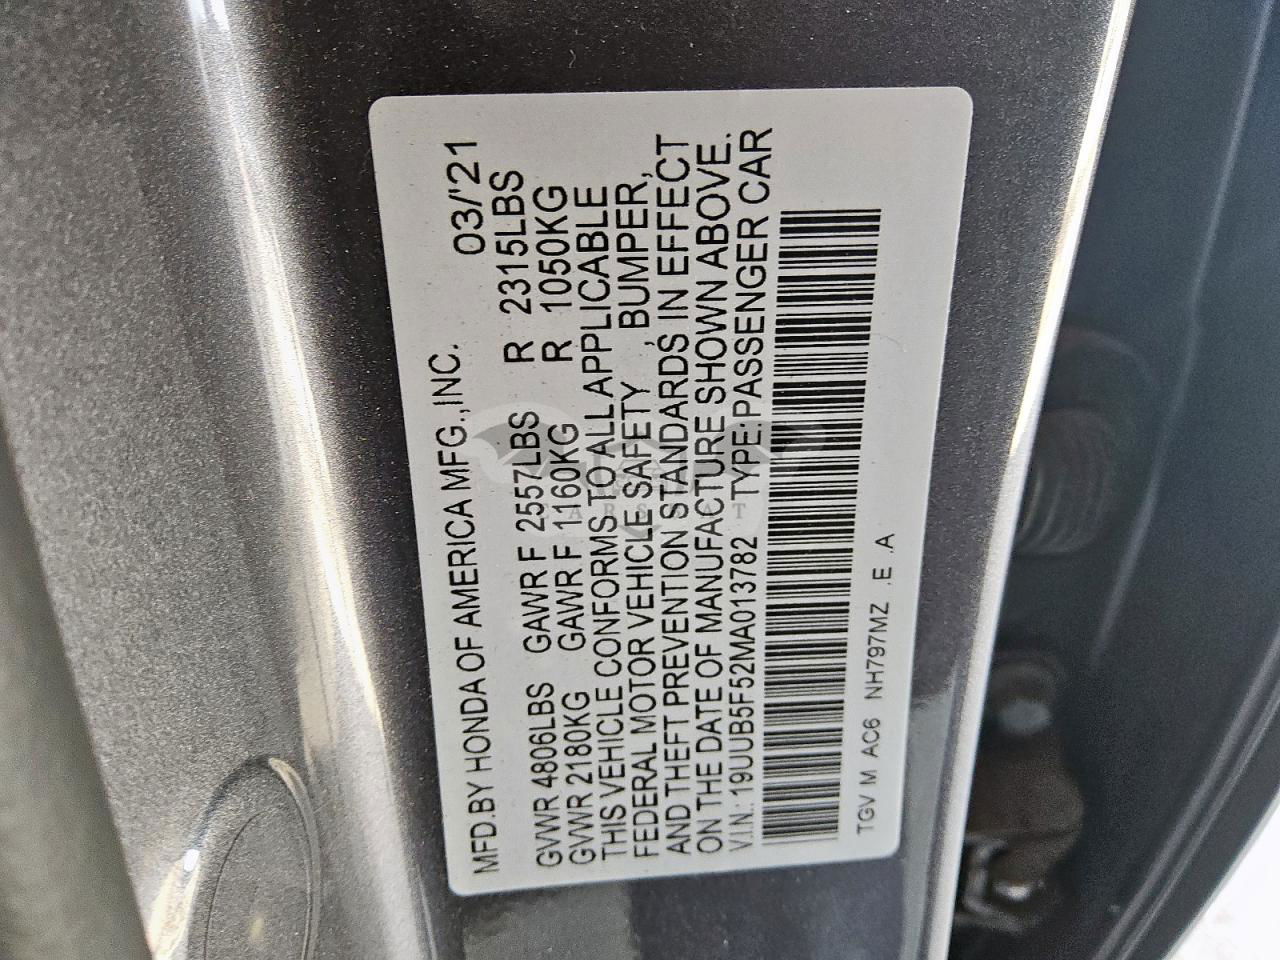 MFD.BY HONDA OF AMERICA MFG.,INC. 03/'21
GVWR 4806LBS GAWR F 2557LBS R 2315LBS
GVWR 2180KG GAWR F 1160KG R 1050KG
THIS VEHICLE CONFORMS TO ALL APPLICABLE
FEDERAL MOTOR VEHICLE SAFETY , BUMPER,
AND THEFT PREVENTION STANDARDS IN EFFECT
ON THE DATE OF MANUFACTURE SHOWN ABOVE.
V.I.N.: 19UUB5F52MA013782 TYPE:PASSENGER CAR
TGV M AC6 NH797MZ .E .A